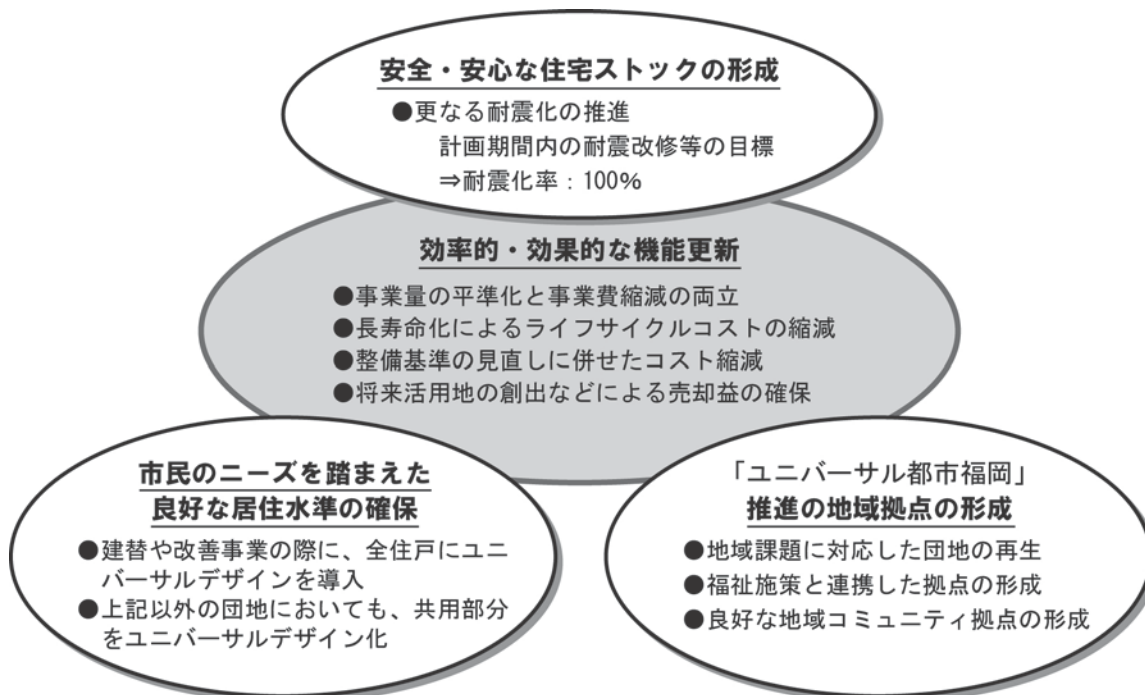 安全・安心な住宅ストックの形成
●更なる耐震化の推進
計画期間内の耐震改修等の目標
⇒耐震化率：100%
効率的・効果的な機能更新
●事業量の平準化と事業費縮減の両立
●長寿命化によるライフサイクルコストの縮減
●整備基準の見直しに併せたコスト縮減
●将来活用地の創出などによる売却益の確保
市民のニーズを踏まえた
良好な居住水準の確保
●建替や改善事業の際に、全住戸にユニ
バーサルデザインを導入
●上記以外の団地においても、共用部分
をユニバーサルデザイン化
「ユニバーサル都市福岡」
推進の地域拠点の形成
●地域課題に対応した団地の再生
●福祉施策と連携した拠点の形成
●良好な地域コミュニティ拠点の形成